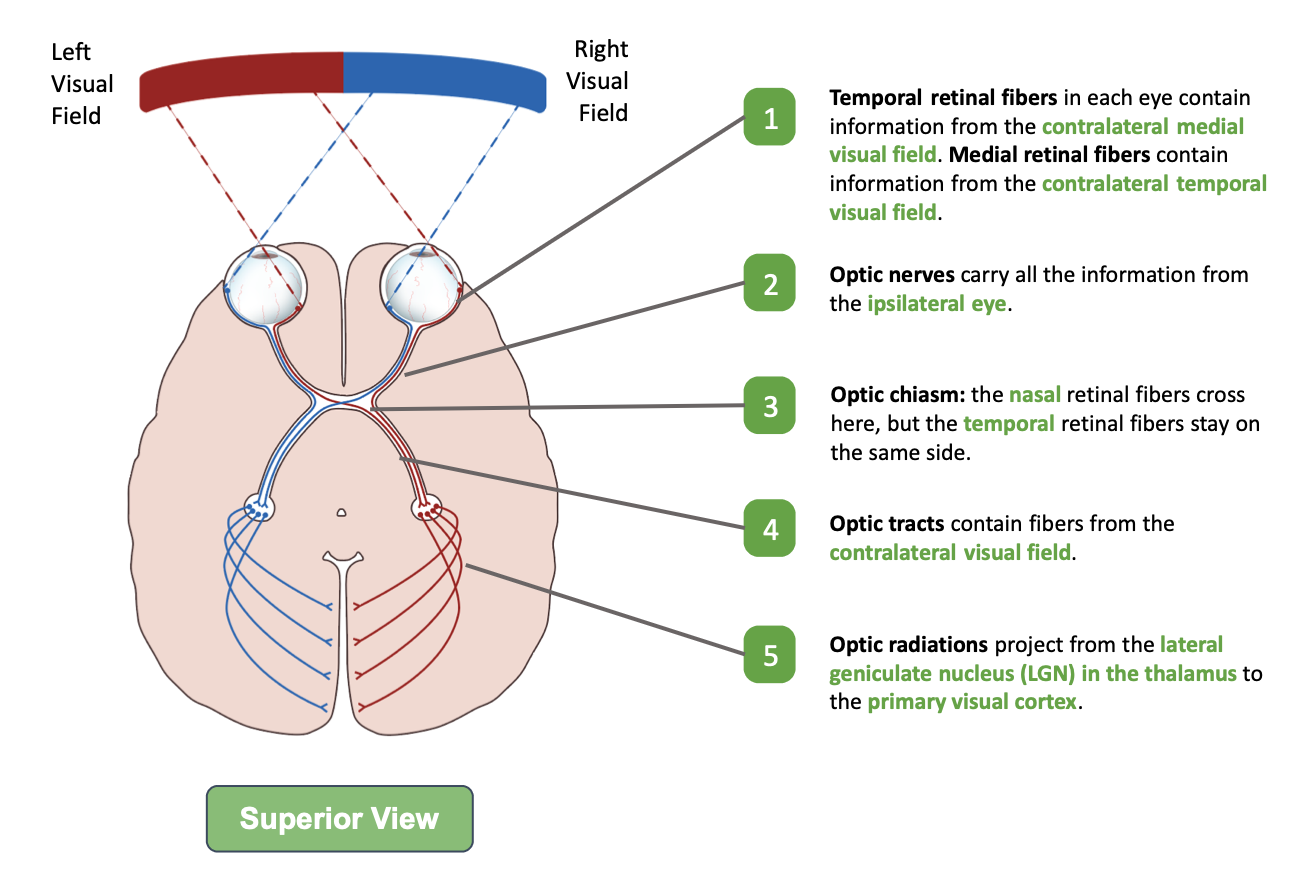 Left
Visual
Field
Right
Visual
Field
1
Temporal retinal fibers in each eye contain
information from the contralateral medial
visual field. Medial retinal fibers contain
information from the contralateral temporal
visual field.
2
Optic nerves carry all the information from
the ipsilateral eye.
3
Optic chiasm: the nasal retinal fibers cross
here, but the temporal retinal fibers stay on
the same side.
4
Optic tracts contain fibers from the
contralateral visual field.
5
Optic radiations project from the lateral
geniculate nucleus (LGN) in the thalamus to
the primary visual cortex.
Superior View